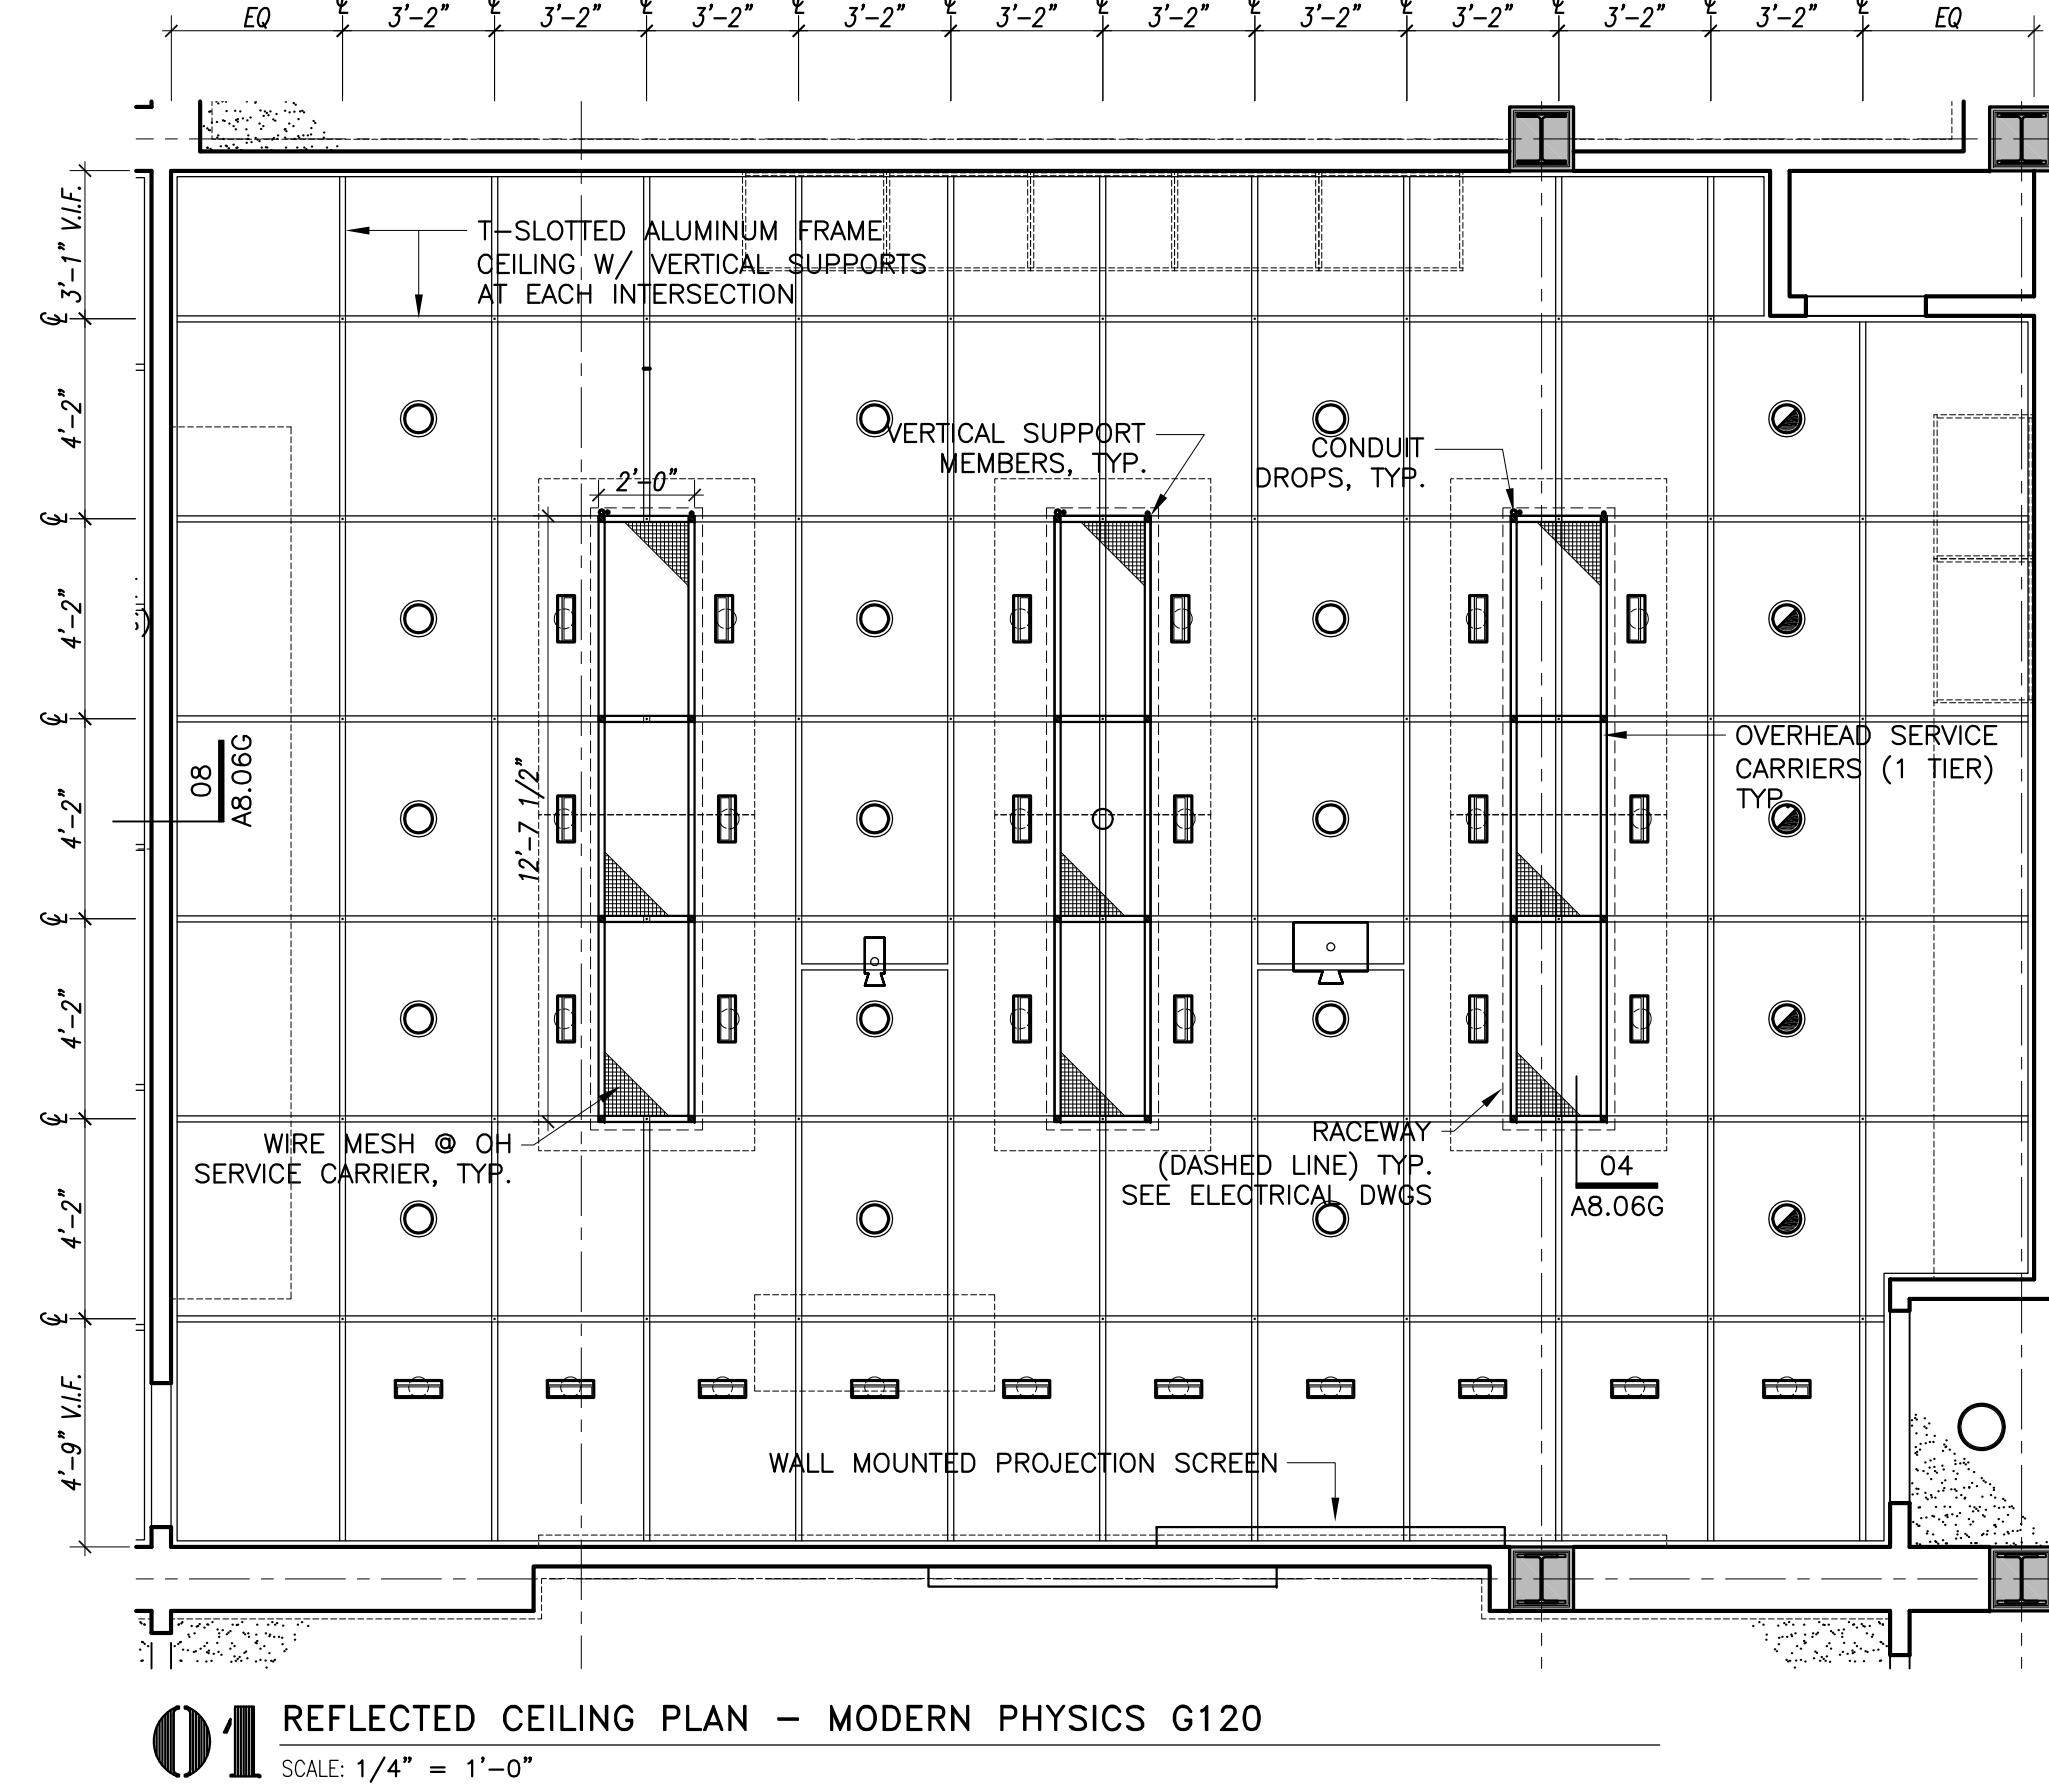 EQ 3'-2" 3'-2" 3'-2" 3'-2" 3'-2" 3'-2" 3'-2" 3'-2" 3'-2" 3'-2" EQ
℄ ℄ ℄ ℄ ℄ ℄ ℄ ℄ ℄ ℄ ℄
3'-1" V.I.F.
℄
4'-2"
℄
4'-2"
℄
4'-2"
℄
4'-2"
℄
4'-2"
℄
4'-9" V.I.F.
T-SLOTTED ALUMINUM FRAME
CEILING W/ VERTICAL SUPPORTS
AT EACH INTERSECTION
VERTICAL SUPPORT
MEMBERS, TYP.
CONDUIT
DROPS, TYP.
2'-0"
12'-7 1/2"
08
A8.06G
OVERHEAD SERVICE
CARRIERS (1 TIER)
TYP.
WIRE MESH @ OH
SERVICE CARRIER, TYP.
RACEWAY
(DASHED LINE) TYP.
SEE ELECTRICAL DWGS
04
A8.06G
WALL MOUNTED PROJECTION SCREEN
01
REFLECTED CEILING PLAN - MODERN PHYSICS G120
SCALE: 1/4" = 1'-0"